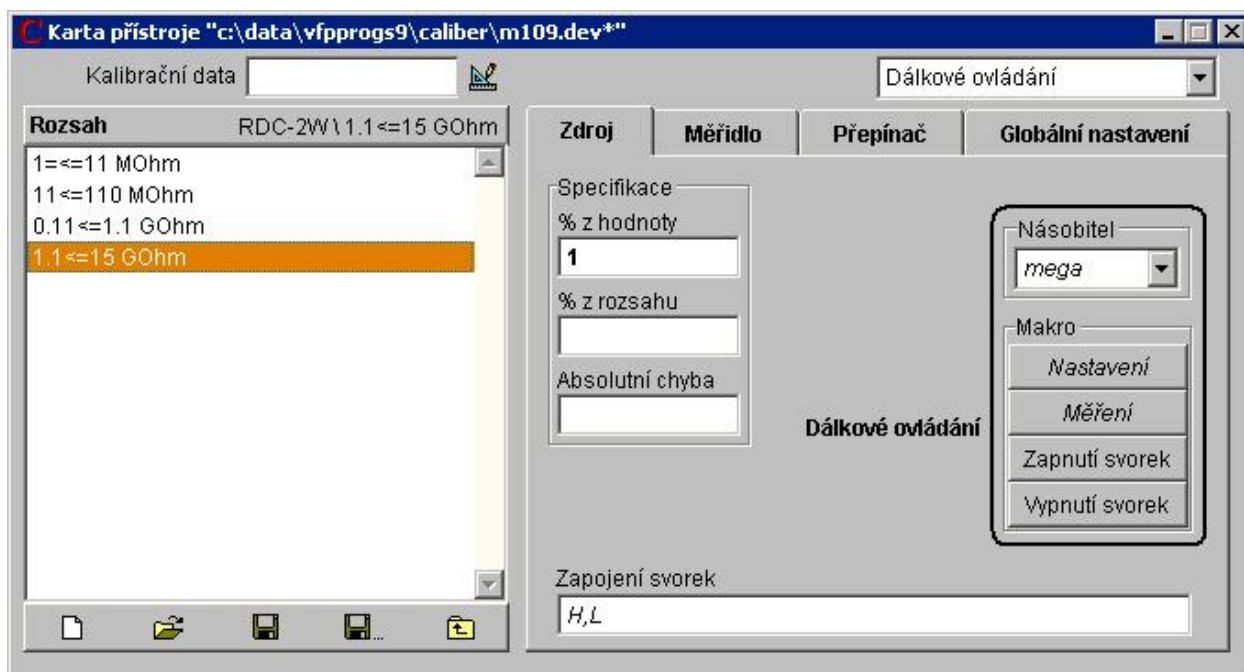 Karta přístroje "c:\data\vfpprogs9\caliber\m109.dev*"
Kalibrační data
Dálkové ovládání
Rozsah RDC-2W\1.1<=15 GOhm
1=<=11 MOhm
11<=110 MOhm
0.11<=1.1 GOhm
1.1<=15 GOhm
Zdroj Měřidlo Přepínač Globální nastavení
Specifikace
% z hodnoty
1
% z rozsahu
Absolutní chyba
Dálkové ovládání
Násobitel
mega
Makro
Nastavení
Měření
Zapnutí svorek
Vypnutí svorek
Zapojení svorek
H,L